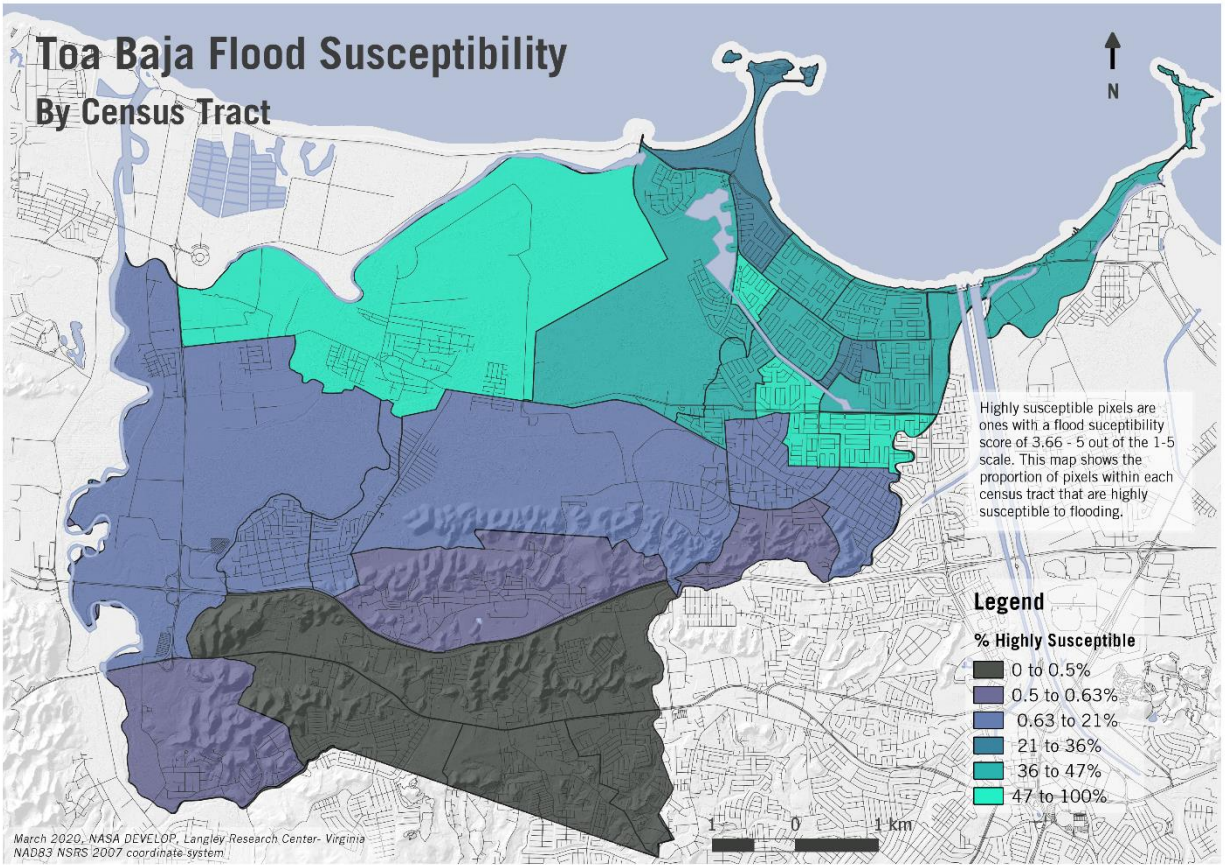 Toa Baja Flood Susceptibility
By Census Tract
N
Highly susceptible pixels are
ones with a flood suceptibility
score of 3.66 - 5 out of the 1-5
scale. This map shows the
proportion of pixels within each
census tract that are highly
susceptible to flooding.
Legend
% Highly Susceptible
0 to 0.5%
0.5 to 0.63%
0.63 to 21%
21 to 36%
36 to 47%
47 to 100%
1 0 1 km
March 2020, NASA DEVELOP, Langley Research Center- Virginia
NAD83 NSRS 2007 coordinate system